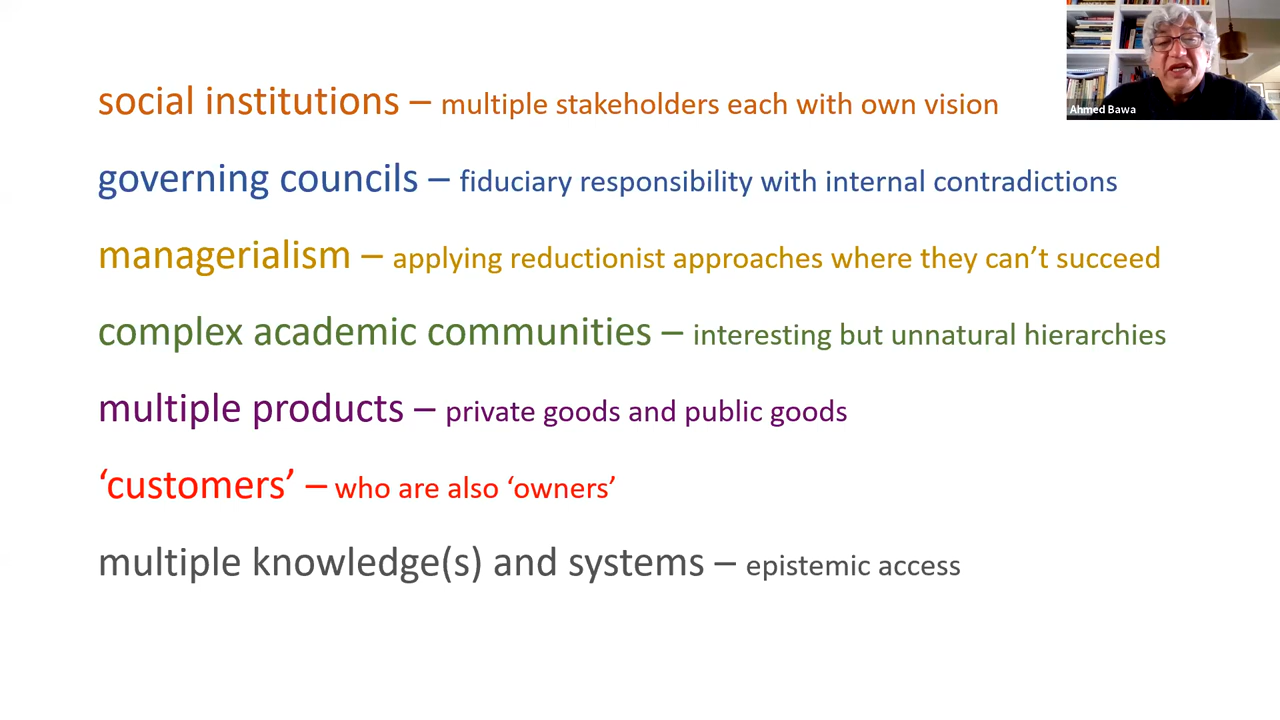 social institutions – multiple stakeholders each with own vision
Ahmed Bawa
governing councils – fiduciary responsibility with internal contradictions
managerialism – applying reductionist approaches where they can’t succeed
complex academic communities – interesting but unnatural hierarchies
multiple products – private goods and public goods
‘customers’ – who are also ‘owners’
multiple knowledge(s) and systems – epistemic access